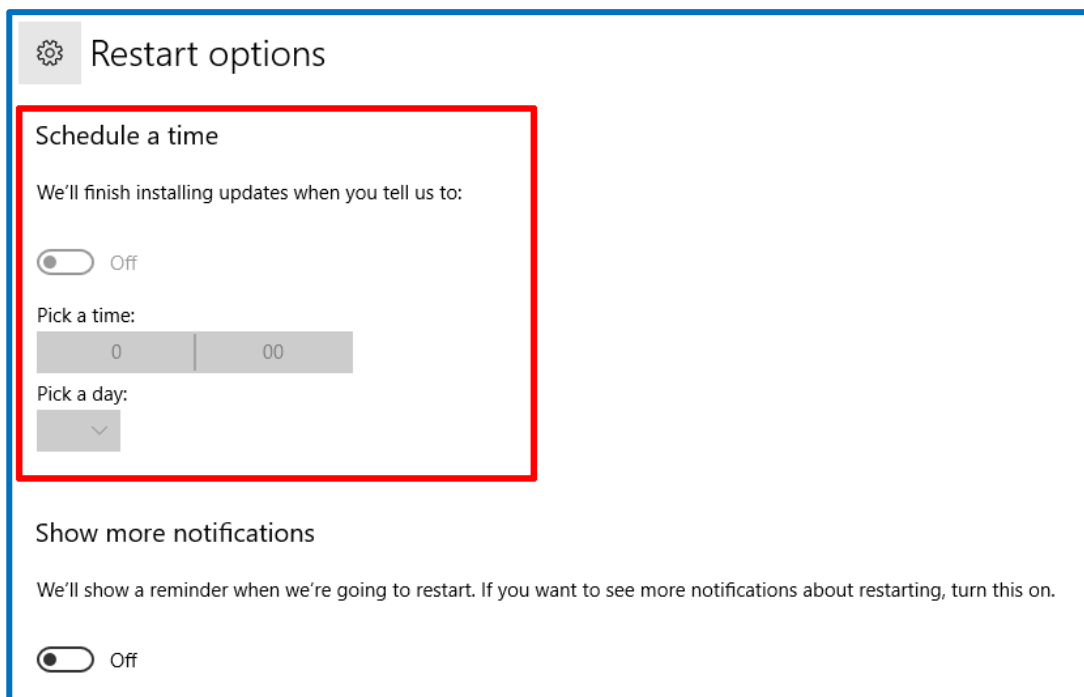 Restart options
Schedule a time
We'll finish installing updates when you tell us to:
Off
Pick a time:
0 00
Pick a day:
Show more notifications
We'll show a reminder when we're going to restart. If you want to see more notifications about restarting, turn this on.
Off